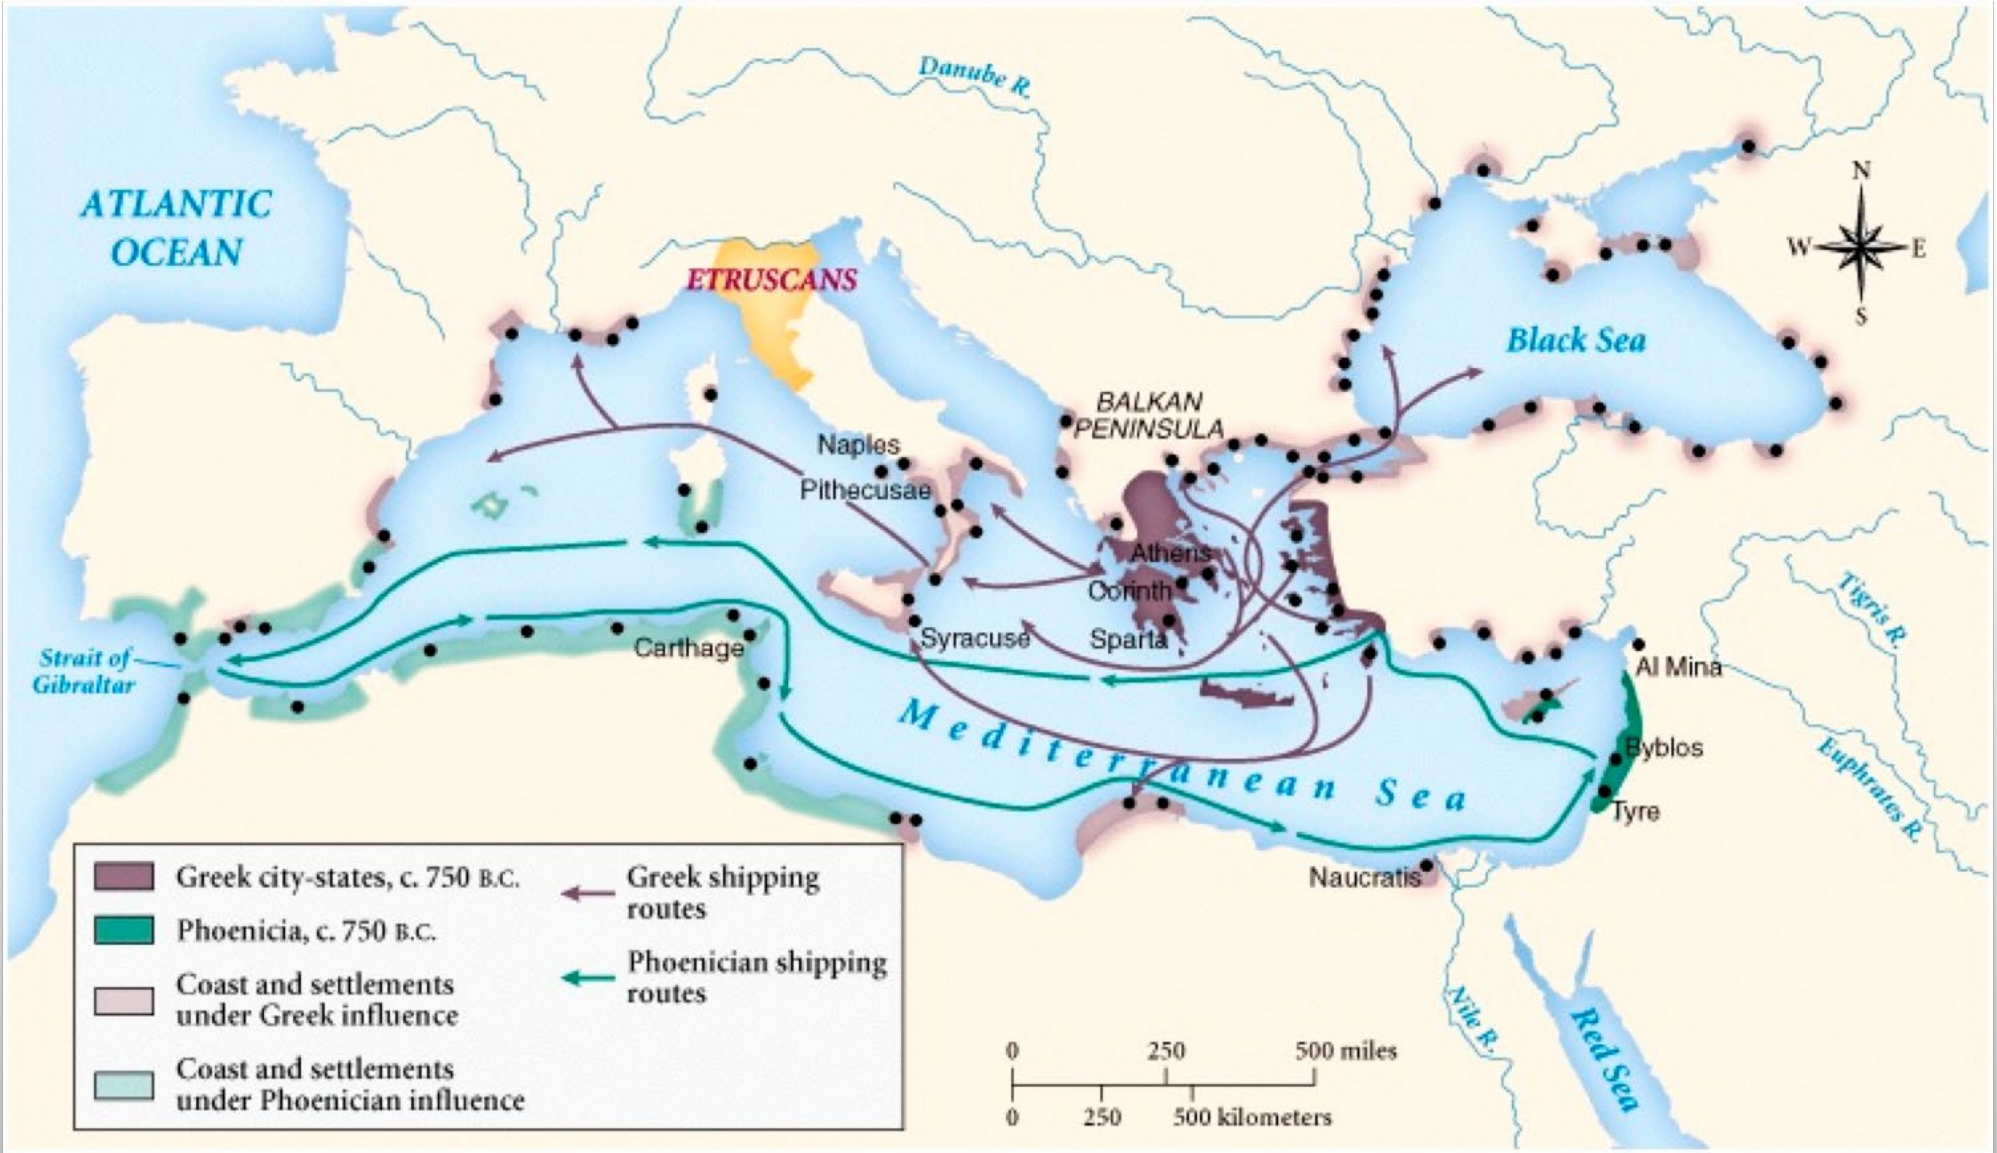 Danube R.
N
W
E
S
ATLANTIC
OCEAN
ETRUSCANS
Black Sea
BALKAN
PENINSULA
Naples
Pithecusae
Athens
Corinth
Sparta
Syracuse
Carthage
Strait of
Gibraltar
Tigris R.
Al Mina
Mediterranean Sea
Byblos
Euphrates R.
Tyre
Naucratis
Nile R.
Red Sea
Greek city-states, c. 750 B.C.
Phoenicia, c. 750 B.C.
Coast and settlements
under Greek influence
Coast and settlements
under Phoenician influence
Greek shipping
routes
Phoenician shipping
routes
0 250 500 miles
0 250 500 kilometers